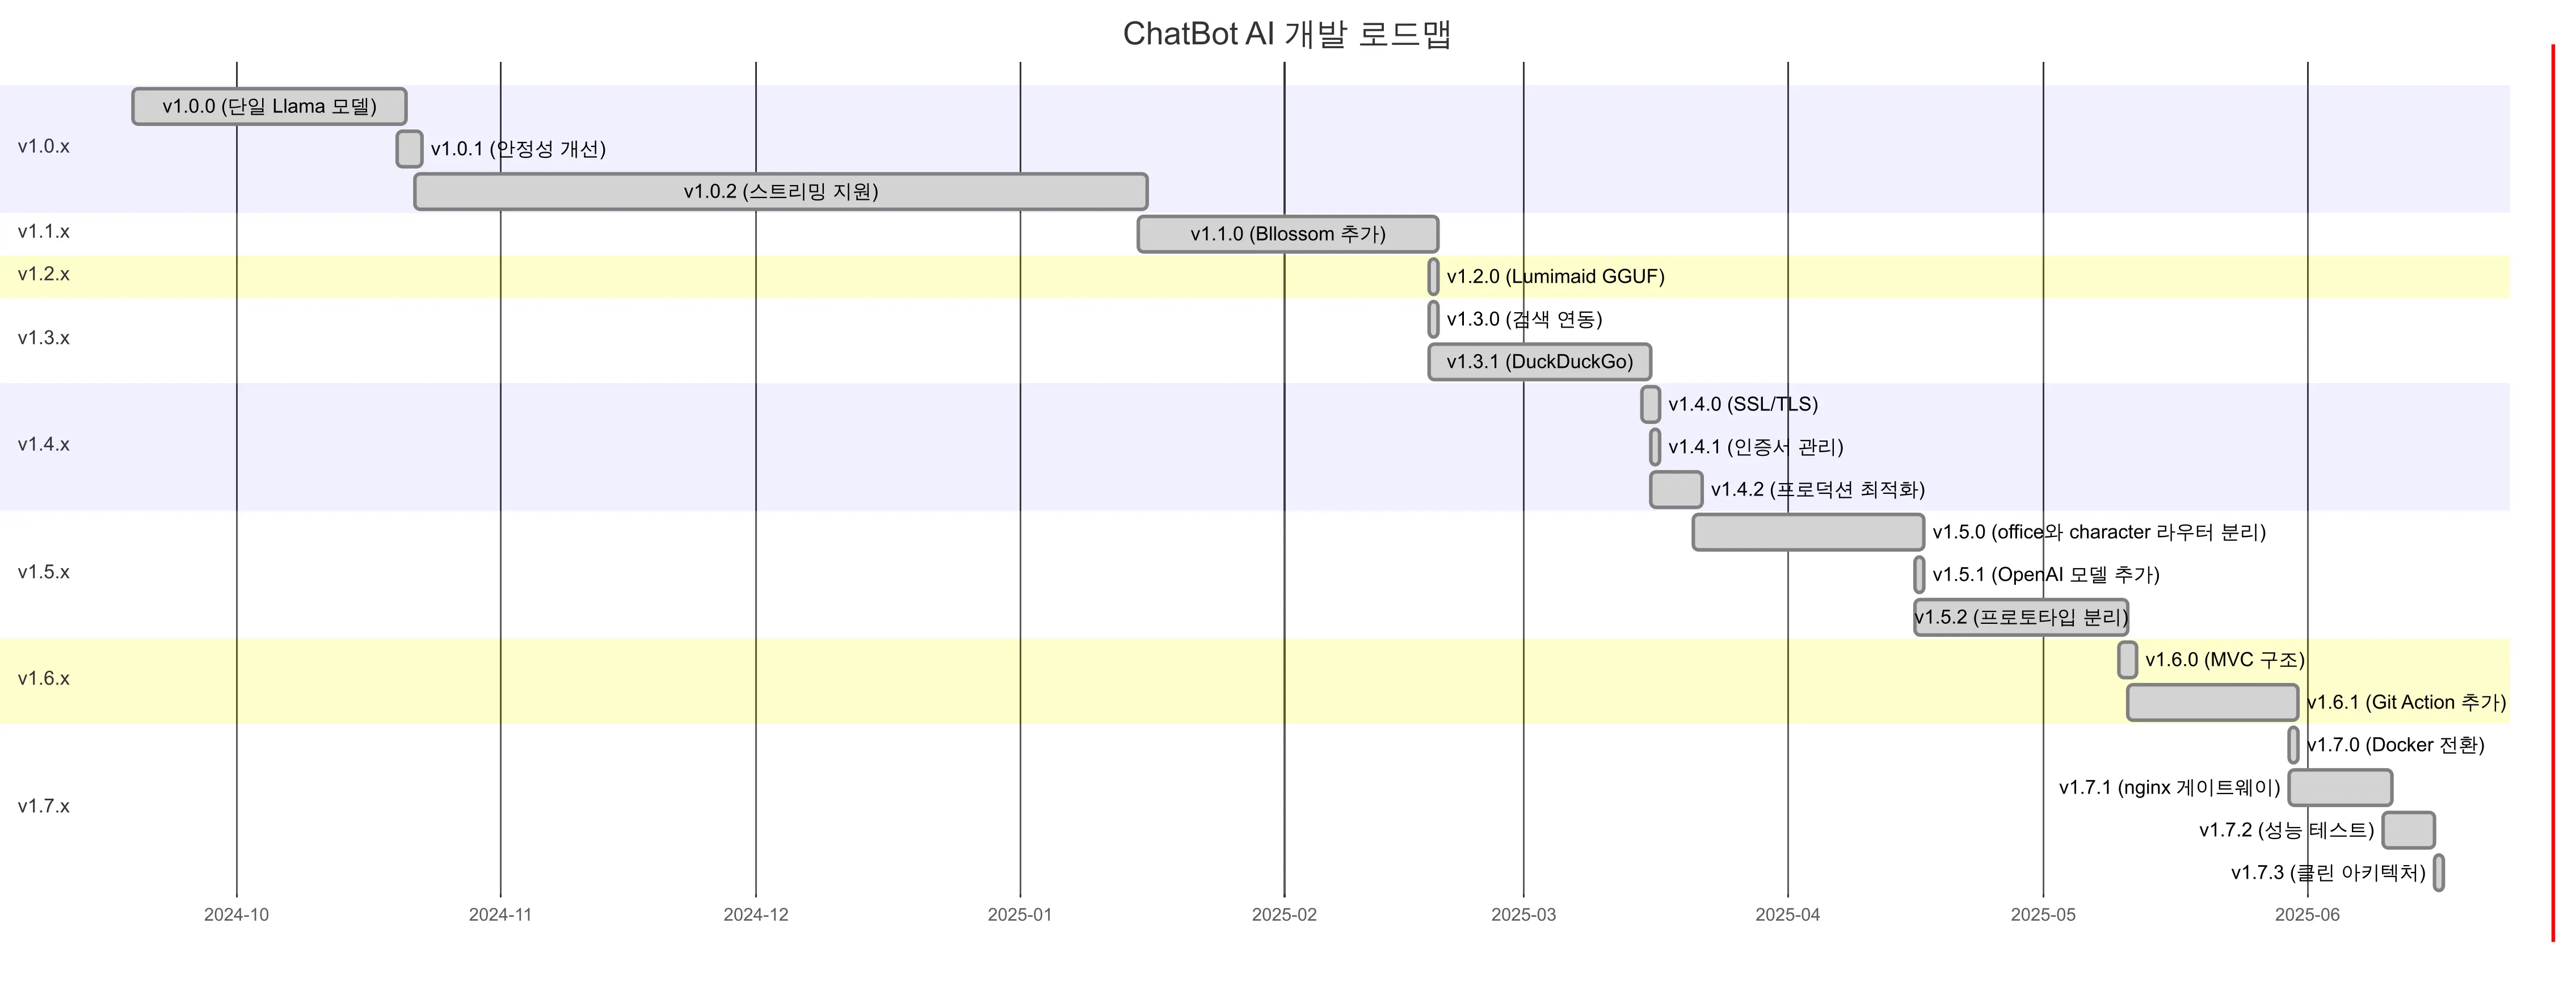 ChatBot AI 개발 로드맵
v1.0.x
v1.0.0 (단일 Llama 모델)
v1.0.1 (안정성 개선)
v1.0.2 (스트리밍 지원)
v1.1.x
v1.1.0 (Bllossom 추가)
v1.2.x
v1.2.0 (Lumimaid GGUF)
v1.3.x
v1.3.0 (검색 연동)
v1.3.1 (DuckDuckGo)
v1.4.x
v1.4.0 (SSL/TLS)
v1.4.1 (인증서 관리)
v1.4.2 (프로덕션 최적화)
v1.5.x
v1.5.0 (office와 character 라우터 분리)
v1.5.1 (OpenAI 모델 추가)
v1.5.2 (프로토타입 분리)
v1.6.x
v1.6.0 (MVC 구조)
v1.6.1 (Git Action 추가)
v1.7.x
v1.7.0 (Docker 전환)
v1.7.1 (nginx 게이트웨이)
v1.7.2 (성능 테스트)
v1.7.3 (클린 아키텍처)
2024-10 2024-11 2024-12 2025-01 2025-02 2025-03 2025-04 2025-05 2025-06